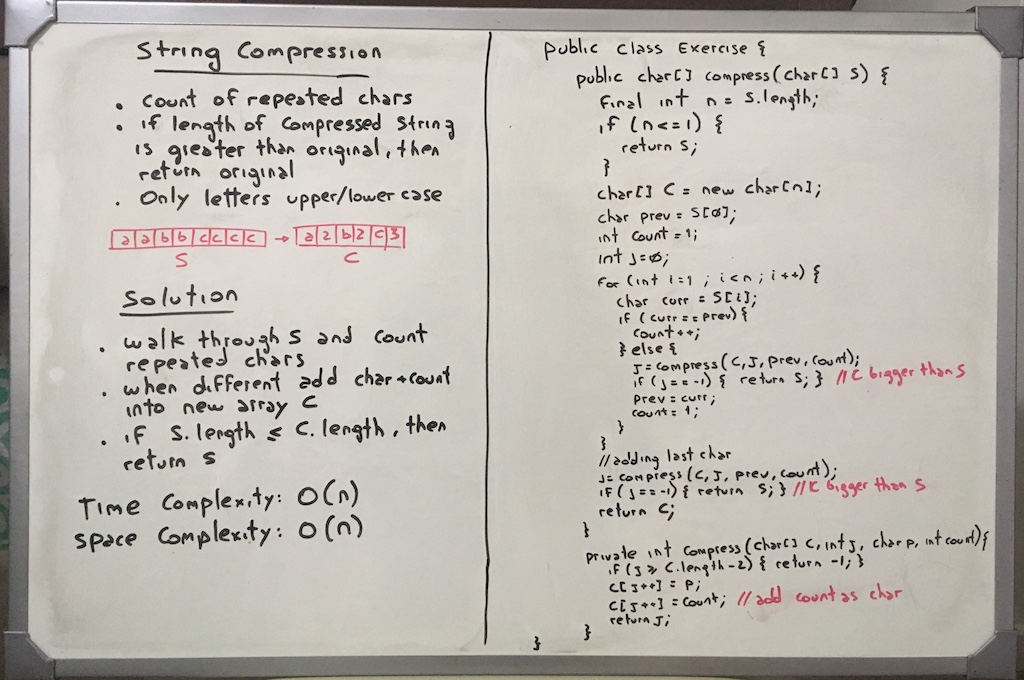 String Compression
• Count of repeated chars
• if length of Compressed String
is greater than original, then
return original
• Only letters upper/lower case
a a b b c c c c → a 2 b 2 c 3
S C
Solution
• walk through S and Count
repeated chars
• when different add char+count
into new array C
• if S.length ≤ C.length, then
return S
Time Complexity: O(n)
Space Complexity: O(n)
public class Exercise {
public char[] compress(char[] S) {
final int n = S.length;
if (n<=1) {
return S;
}
char[] C = new char[n];
char prev = S[0];
int count = 1;
int j=0;
for (int i=1 ; i<n ; i++) {
char curr = S[i];
if (curr == prev) {
count++;
} else {
J=compress(C,J,prev,count);
if (j==-1) { return S; } //C bigger than S
prev = curr;
count = 1;
}
}
//adding last char
J= compress(C, J, prev, count);
if (j==-1) { return S; } //C bigger than S
return C;
}
private int Compress(char[] C, int j, char p, int count) {
if (j ≥ C.length-2) { return -1; }
C[j++] = p;
C[j++] = count; //add count as char
return j;
}
}